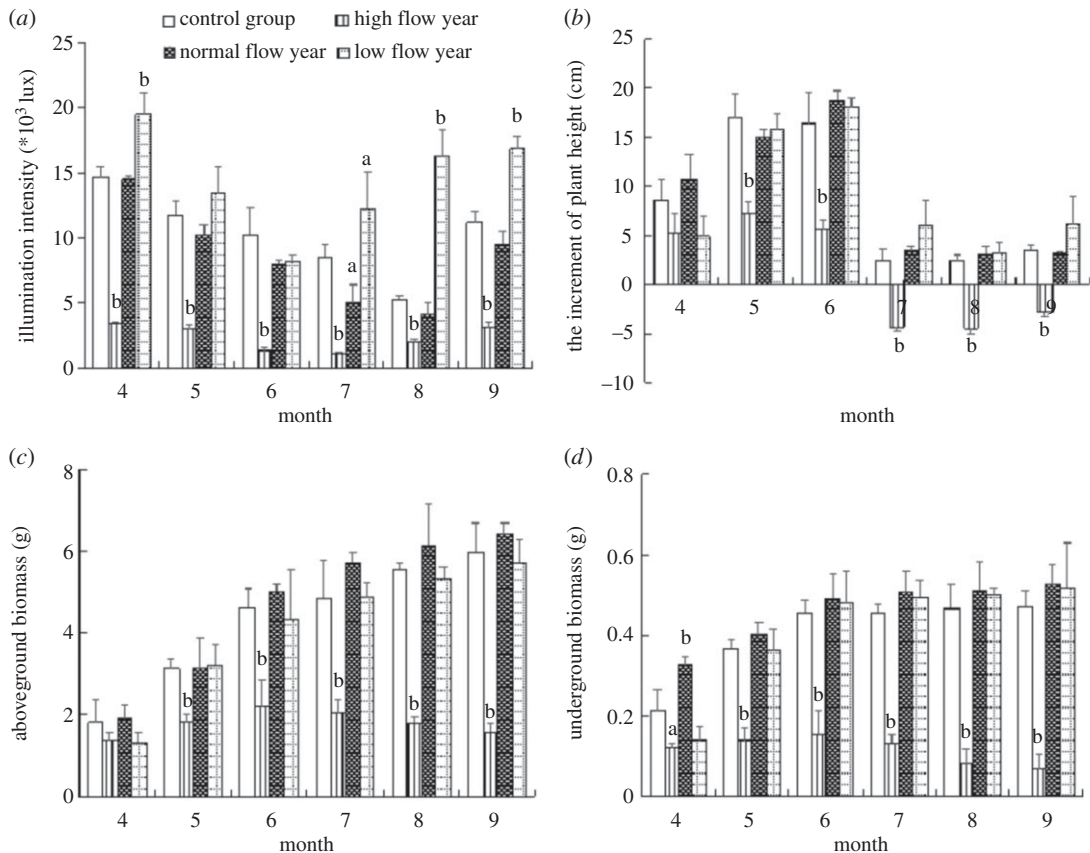 (a)
control group
high flow year
normal flow year
low flow year
illumination intensity (*10³ lux)
25
20
15
10
5
0
b
b
b
b
b
a
a
b
b
b
b
b
4 5 6 7 8 9
month
(b)
the increment of plant height (cm)
25
20
15
10
5
0
–5
–10
b
b
b
b
b
4 5 6 7 8 9
month
(c)
aboveground biomass (g)
8
6
4
2
0
b
b
b
b
b
4 5 6 7 8 9
month
(d)
underground biomass (g)
0.8
0.6
0.4
0.2
0
a
b
b
b
b
b
b
4 5 6 7 8 9
month